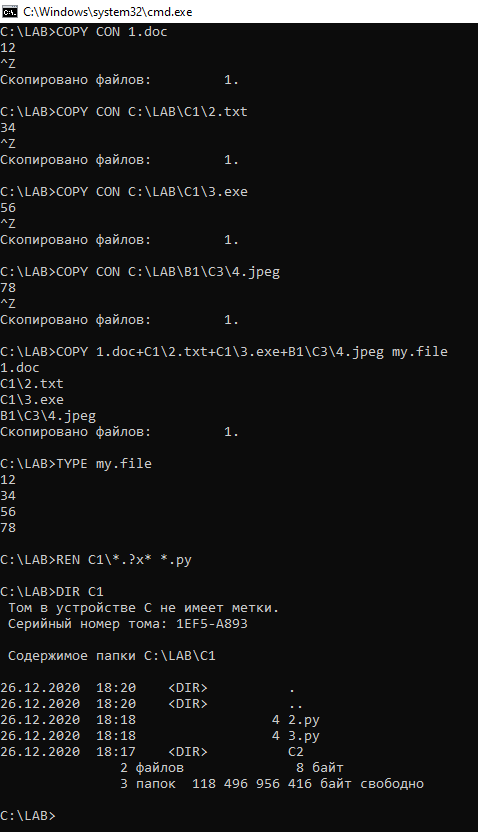 C:\Windows\system32\cmd.exe
C:\LAB>COPY CON 1.doc
12
^Z
Скопировано файлов:         1.
C:\LAB>COPY CON C:\LAB\C1\2.txt
34
^Z
Скопировано файлов:         1.
C:\LAB>COPY CON C:\LAB\C1\3.exe
56
^Z
Скопировано файлов:         1.
C:\LAB>COPY CON C:\LAB\B1\C3\4.jpeg
78
^Z
Скопировано файлов:         1.
C:\LAB>COPY 1.doc+C1\2.txt+C1\3.exe+B1\C3\4.jpeg my.file
1.doc
C1\2.txt
C1\3.exe
B1\C3\4.jpeg
Скопировано файлов:         1.
C:\LAB>TYPE my.file
12
34
56
78
C:\LAB>REN C1\*.?x* *.py
C:\LAB>DIR C1
 Том в устройстве C не имеет метки.
 Серийный номер тома: 1EF5-A893
 Содержимое папки C:\LAB\C1
26.12.2020  18:20    <DIR>          .
26.12.2020  18:20    <DIR>          ..
26.12.2020  18:18                 4 2.py
26.12.2020  18:18                 4 3.py
26.12.2020  18:17    <DIR>          C2
               2 файлов              8 байт
               3 папок  118 496 956 416 байт свободно
C:\LAB>